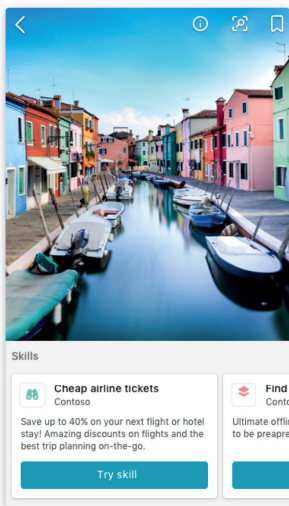 Skills
Cheap airline tickets
Contoso
Save up to 40% on your next flight or hotel
stay! Amazing discounts on flights and the
best trip planning on-the-go.
Try skill
Find
Conto
Ultimate offli
to be preapre